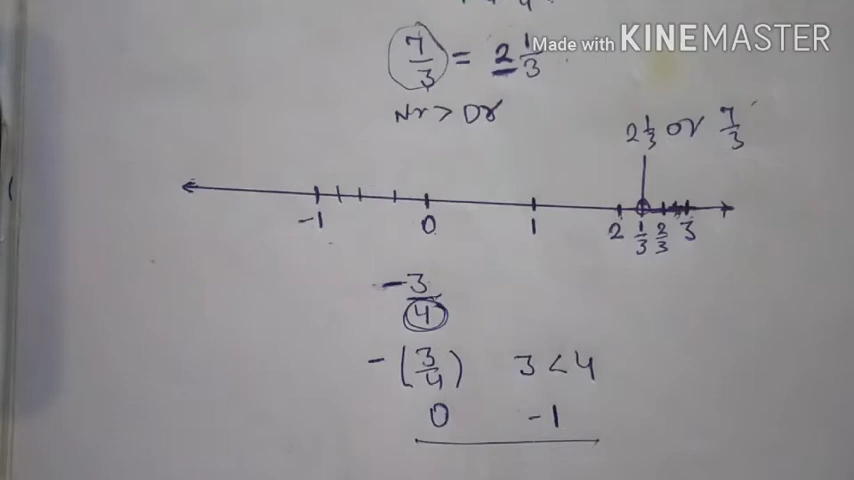 7/3 = 2 1/3
Made with KINEMASTER
Nr > Dr
2 1/3 or 7/3
-1 0 1 2 1/3 2/3 3
-3/4
-(3/4) 3 < 4
0 -1